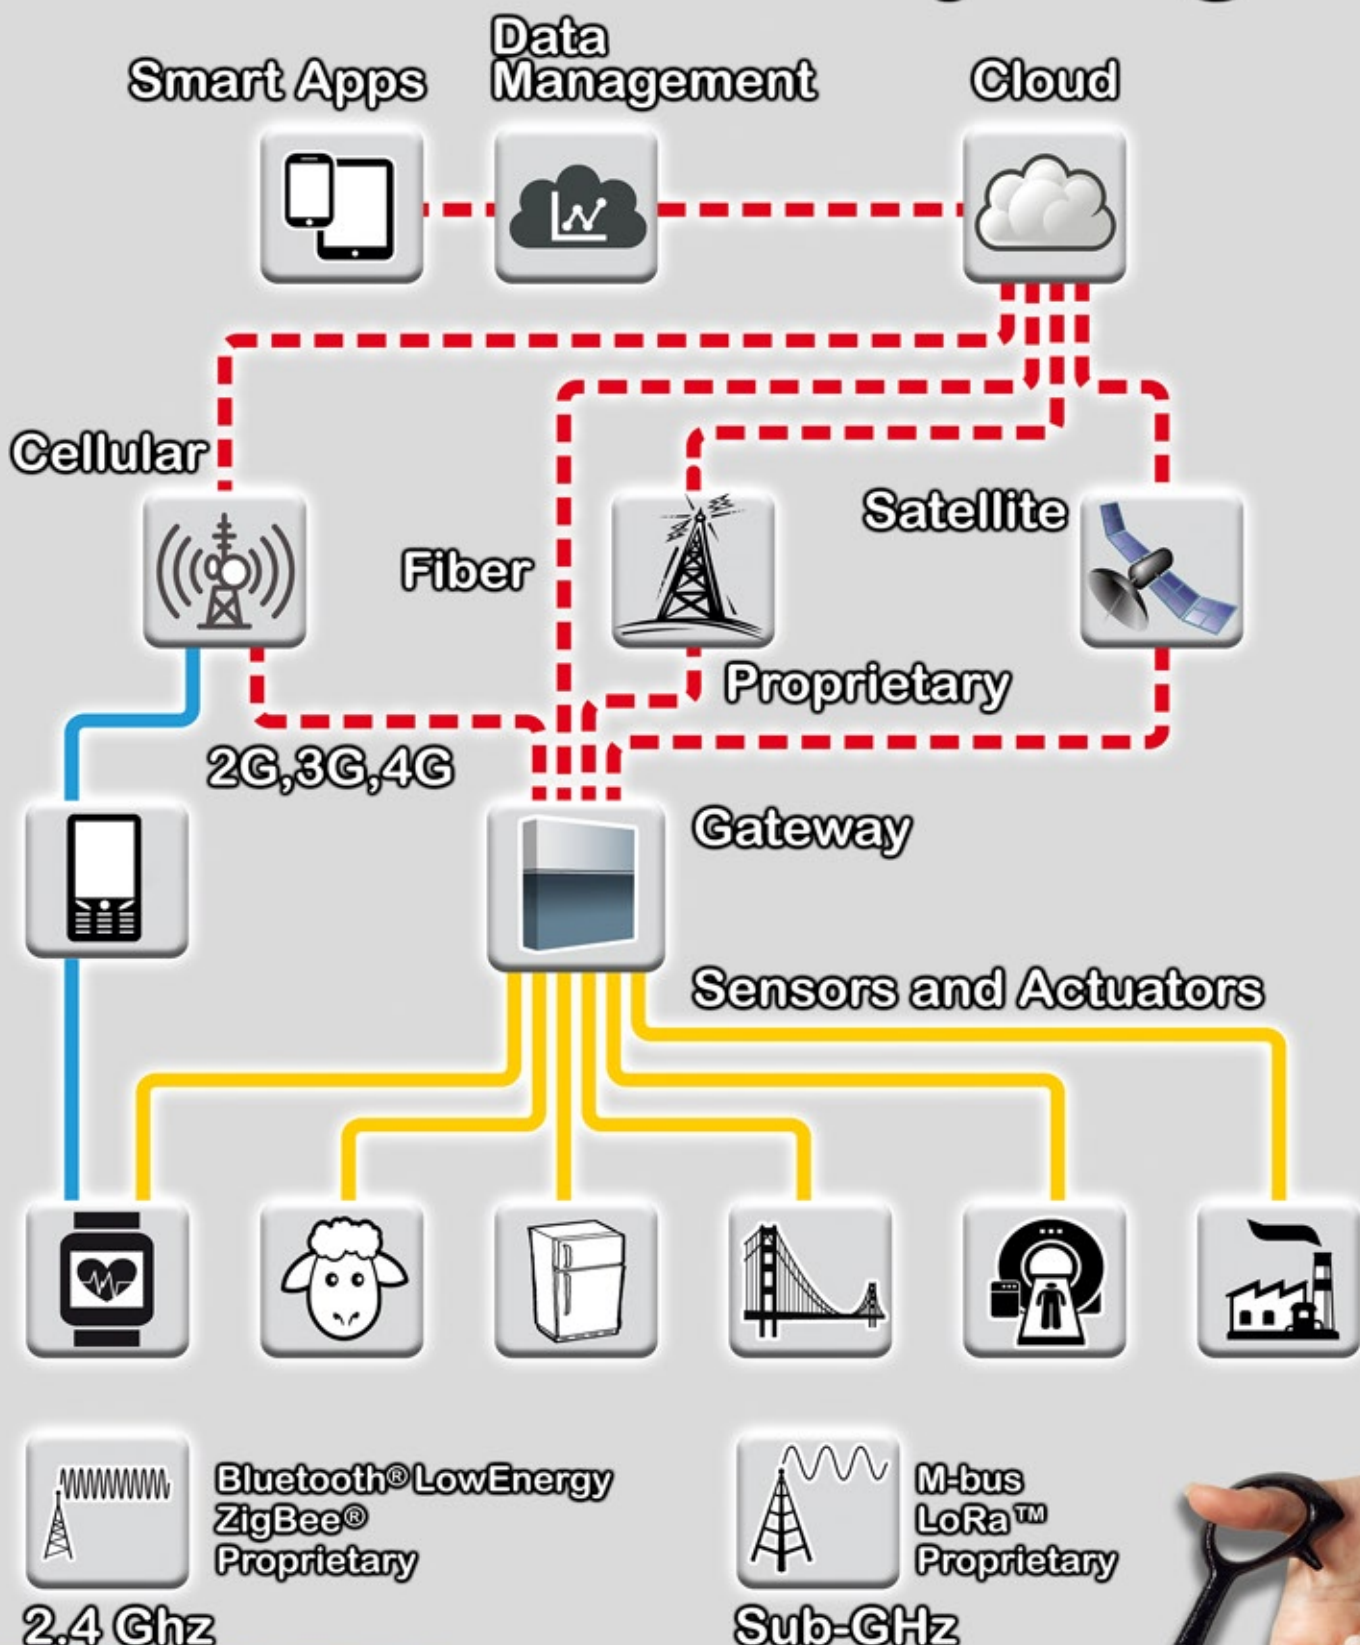 Smart Apps
Data
Management
Cloud
Cellular
Fiber
Satellite
Proprietary
2G,3G,4G
Gateway
Sensors and Actuators
Bluetooth® LowEnergy
ZigBee®
Proprietary
2.4 Ghz
M-bus
LoRa™
Proprietary
Sub-GHz